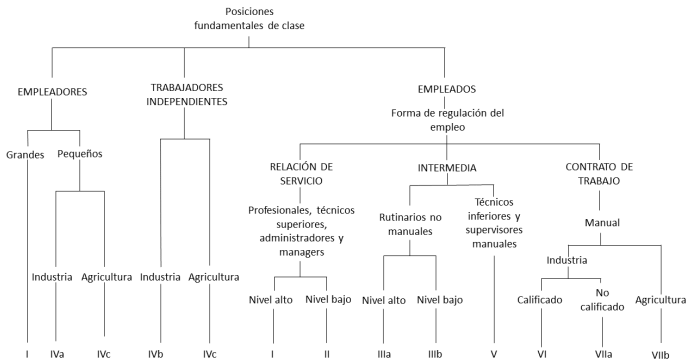 Posiciones
fundamentales de clase
EMPLEADORES
TRABAJADORES
INDEPENDIENTES
EMPLEADOS
Forma de regulación del
empleo
Grandes
Pequeños
RELACIÓN DE
SERVICIO
INTERMEDIA
CONTRATO DE
TRABAJO
Profesionales, técnicos
superiores,
administradores y
managers
Rutinarios no
manuales
Técnicos
inferiores y
supervisores
manuales
Manual
Industria
Industria
Agricultura
Industria
Agricultura
Nivel alto
Nivel bajo
Nivel alto
Nivel bajo
Calificado
No
calificado
Agricultura
I
IVa
IVc
IVb
IVc
I
II
IIIa
IIIb
V
VI
VIIa
VIIb